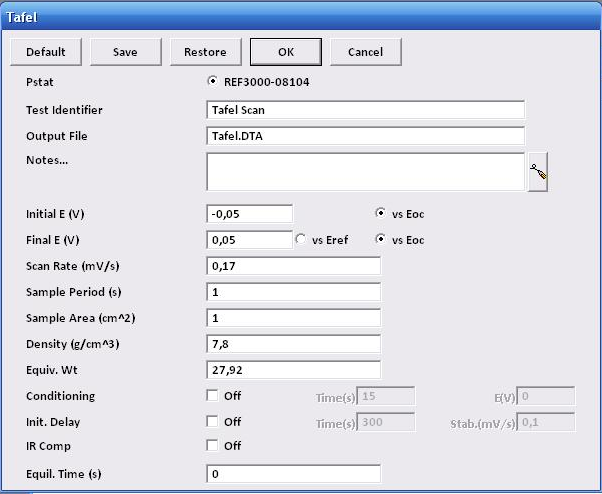 Tafel
Default Save Restore OK Cancel
Pstat REF3000-08104
Test Identifier Tafel Scan
Output File Tafel.DTA
Notes...
Initial E (V) -0,05 vs Eoc
Final E (V) 0,05 vs Eref vs Eoc
Scan Rate (mV/s) 0,17
Sample Period (s) 1
Sample Area (cm^2) 1
Density (g/cm^3) 7,8
Equiv. Wt 27,92
Conditioning Off Time(s) 15 E(V) 0
Init. Delay Off Time(s) 300 Stab.(mV/s) 0,1
IR Comp Off
Equil. Time (s) 0